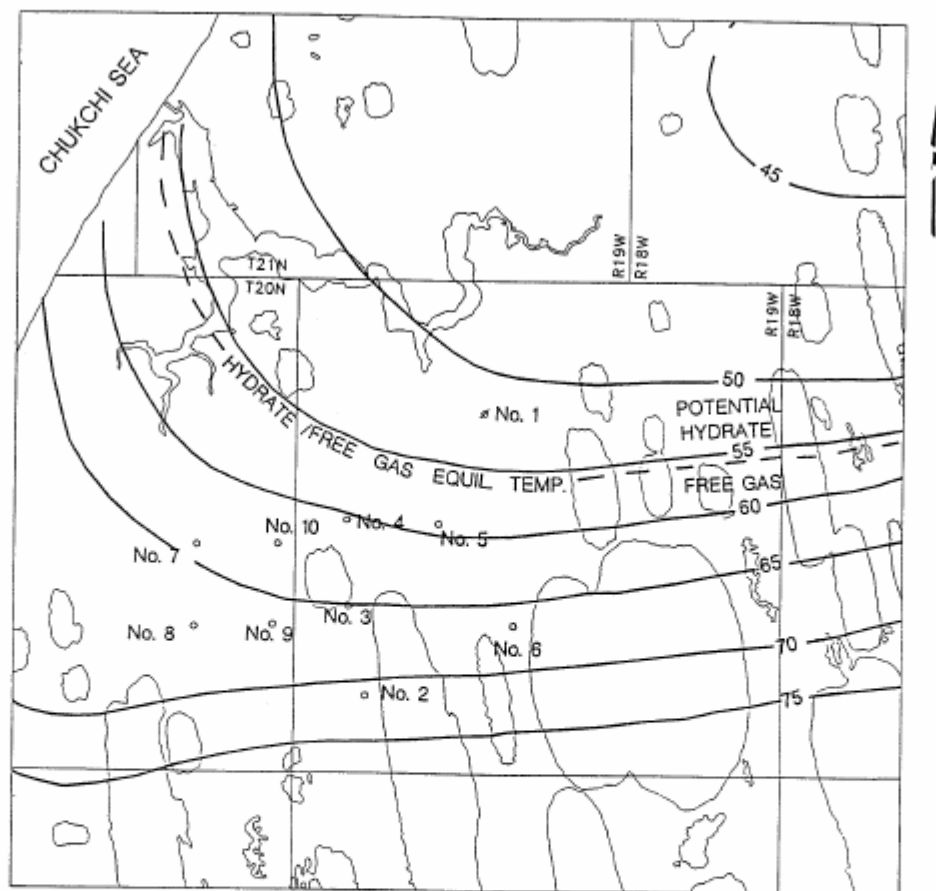 CHUKCHI SEA
45
R19W
R18W
T21N
T20N
R19W
R18W
50
No. 1
POTENTIAL
HYDRATE
HYDRATE / FREE GAS EQUIL. TEMP.
55
FREE GAS
60
No. 10
No. 4
No. 5
No. 7
65
No. 3
No. 8
No. 9
No. 6
70
No. 2
75